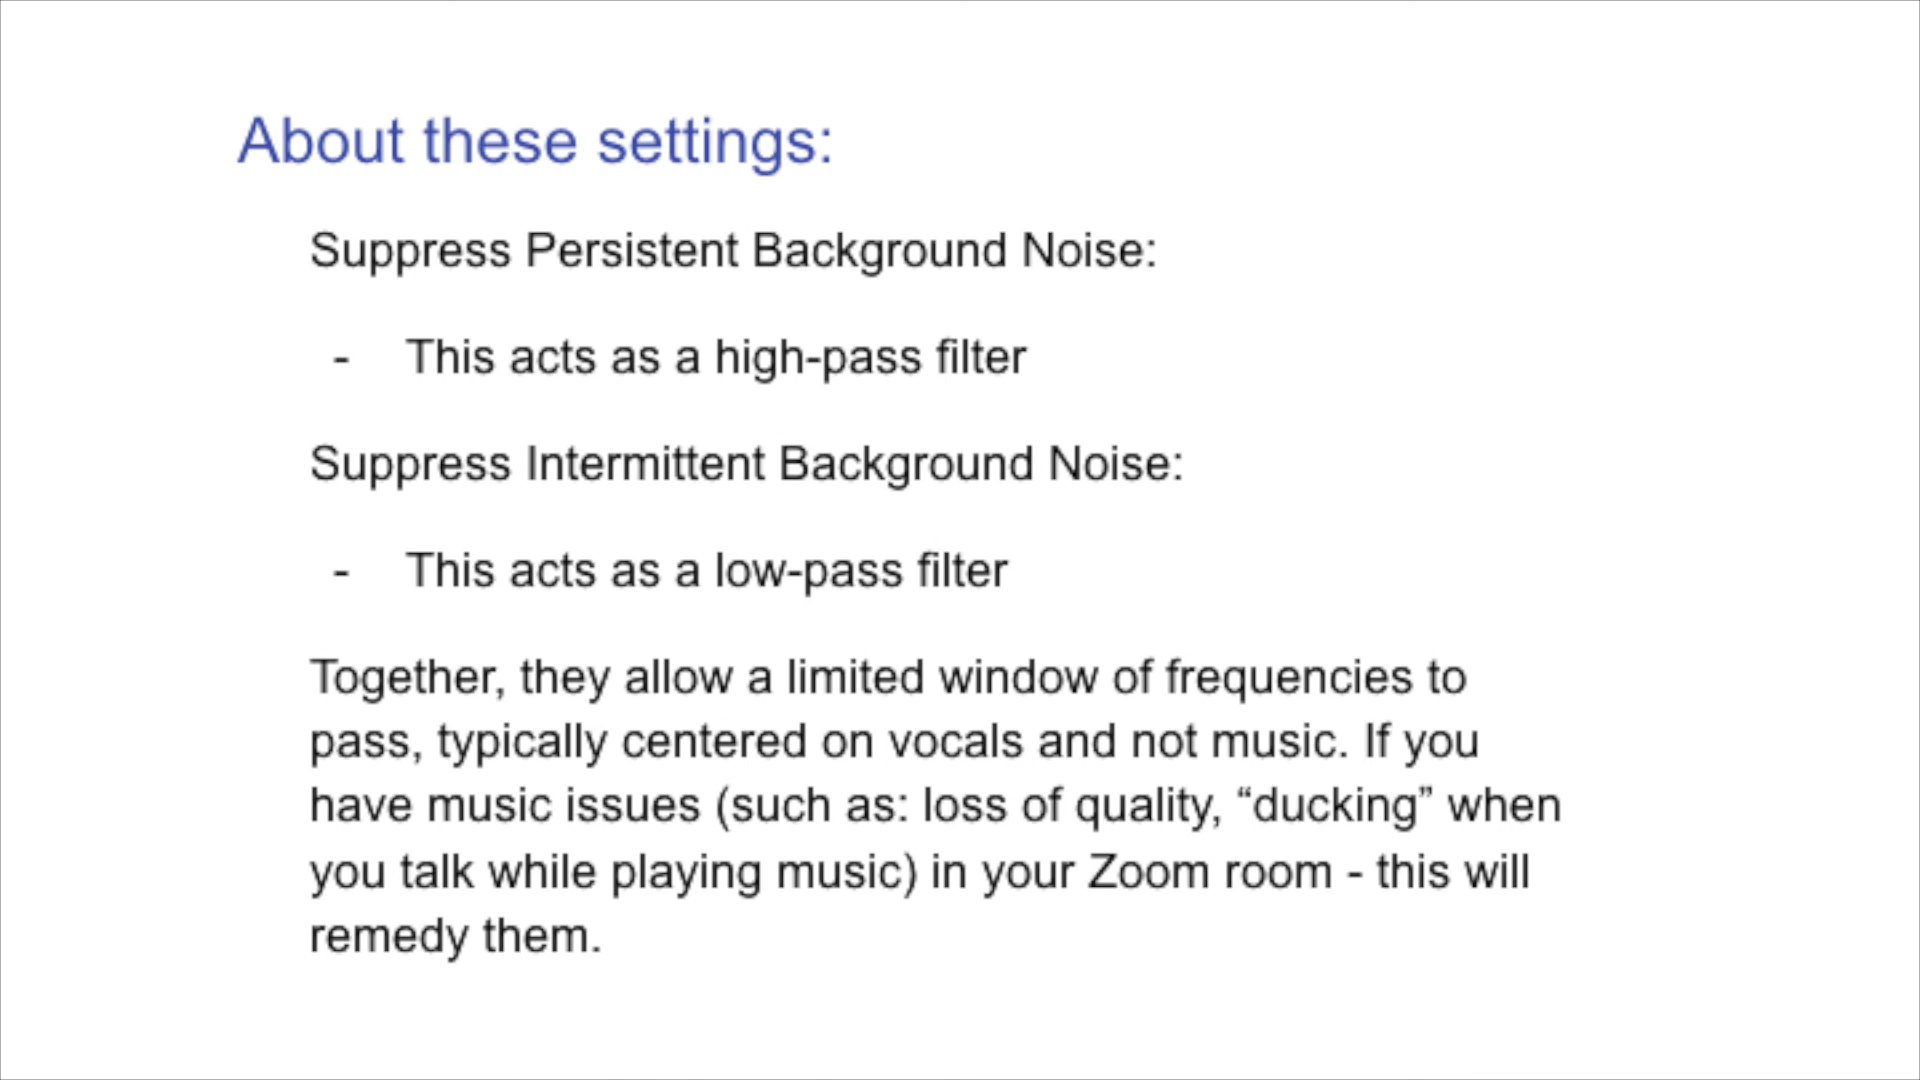 About these settings:
Suppress Persistent Background Noise:
- This acts as a high-pass filter
Suppress Intermittent Background Noise:
- This acts as a low-pass filter
Together, they allow a limited window of frequencies to
pass, typically centered on vocals and not music. If you
have music issues (such as: loss of quality, “ducking” when
you talk while playing music) in your Zoom room - this will
remedy them.